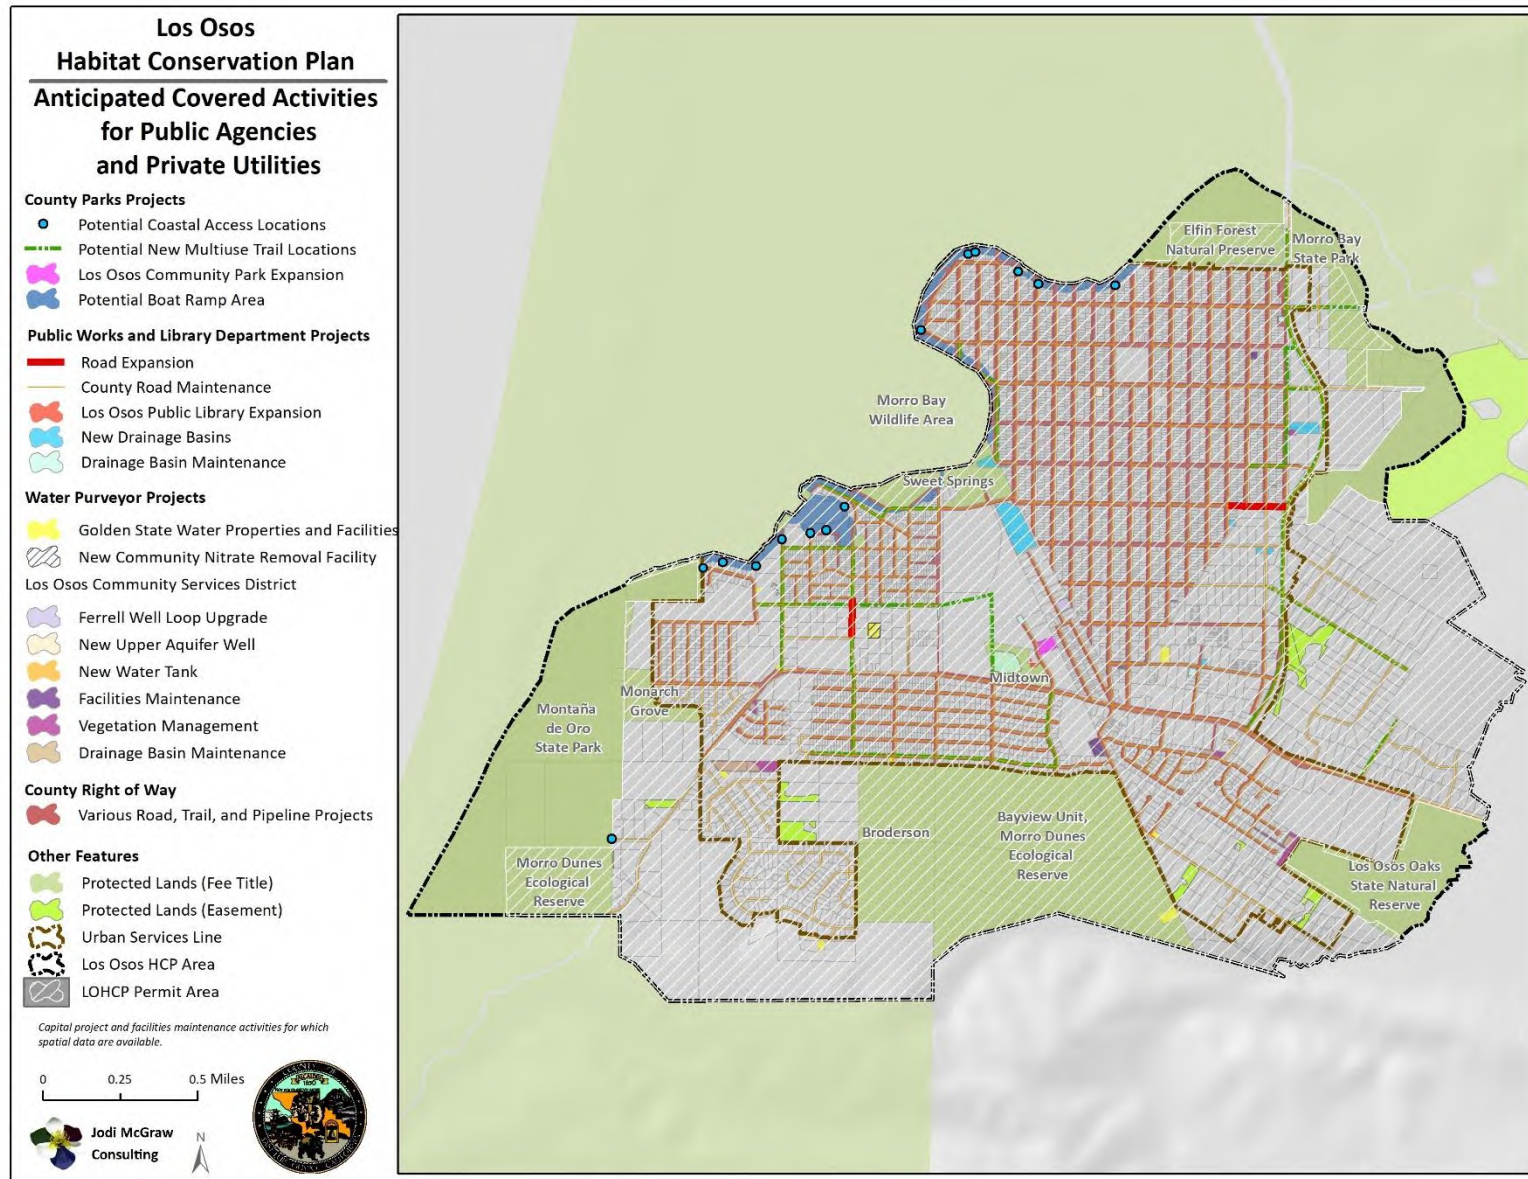 Los Osos
Habitat Conservation Plan
Anticipated Covered Activities
for Public Agencies
and Private Utilities
County Parks Projects
Potential Coastal Access Locations
Potential New Multiuse Trail Locations
Los Osos Community Park Expansion
Potential Boat Ramp Area
Public Works and Library Department Projects
Road Expansion
County Road Maintenance
Los Osos Public Library Expansion
New Drainage Basins
Drainage Basin Maintenance
Water Purveyor Projects
Golden State Water Properties and Facilities
New Community Nitrate Removal Facility
Los Osos Community Services District
Ferrell Well Loop Upgrade
New Upper Aquifer Well
New Water Tank
Facilities Maintenance
Vegetation Management
Drainage Basin Maintenance
County Right of Way
Various Road, Trail, and Pipeline Projects
Other Features
Protected Lands (Fee Title)
Protected Lands (Easement)
Urban Services Line
Los Osos HCP Area
LOHCP Permit Area
Capital project and facilities maintenance activities for which
spatial data are available.
0 0.25 0.5 Miles
Jodi McGraw
Consulting
N
COUNTY OF
1850
Elfin Forest
Natural Preserve
Morro Bay
State Park
Morro Bay
Wildlife Area
Sweet Springs
Midtown
Monarch
Grove
Montaña
de Oro
State Park
Broderson
Bayview Unit,
Morro Dunes
Ecological
Reserve
Morro Dunes
Ecological
Reserve
Los Osos Oaks
State Natural
Reserve